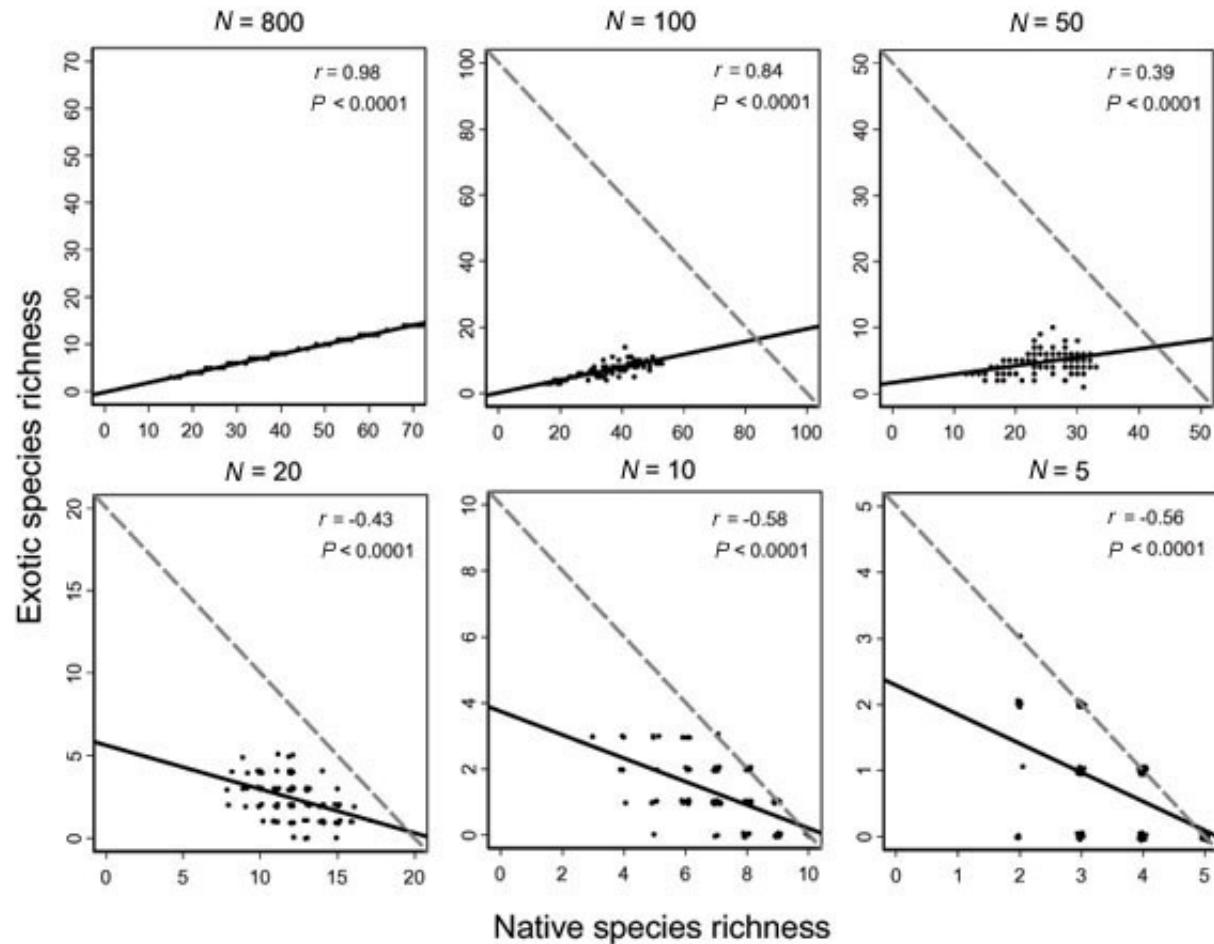 N = 800
N = 100
N = 50
r = 0.98
P < 0.0001
r = 0.84
P < 0.0001
r = 0.39
P < 0.0001
70
60
50
40
30
20
10
0
100
80
60
40
20
0
50
40
30
20
10
0
0 10 20 30 40 50 60 70
0 20 40 60 80 100
0 10 20 30 40 50
Exotic species richness
N = 20
N = 10
N = 5
r = -0.43
P < 0.0001
r = -0.58
P < 0.0001
r = -0.56
P < 0.0001
20
15
10
5
0
10
8
6
4
2
0
5
4
3
2
1
0
0 5 10 15 20
0 2 4 6 8 10
0 1 2 3 4 5
Native species richness